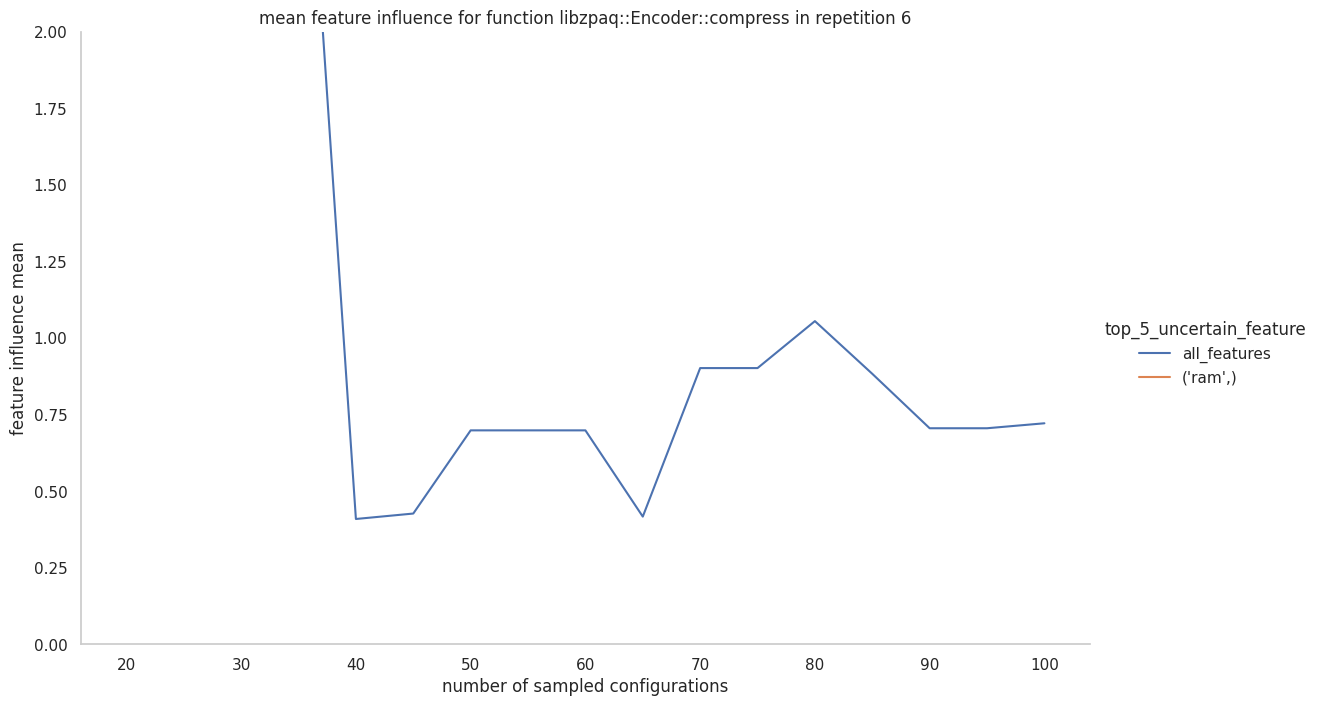 mean feature influence for function libzpaq::Encoder::compress in repetition 6
2.00
1.75
1.50
1.25
1.00
0.75
0.50
0.25
0.00
feature influence mean
20 30 40 50 60 70 80 90 100
number of sampled configurations
top_5_uncertain_feature
all_features
('ram',)